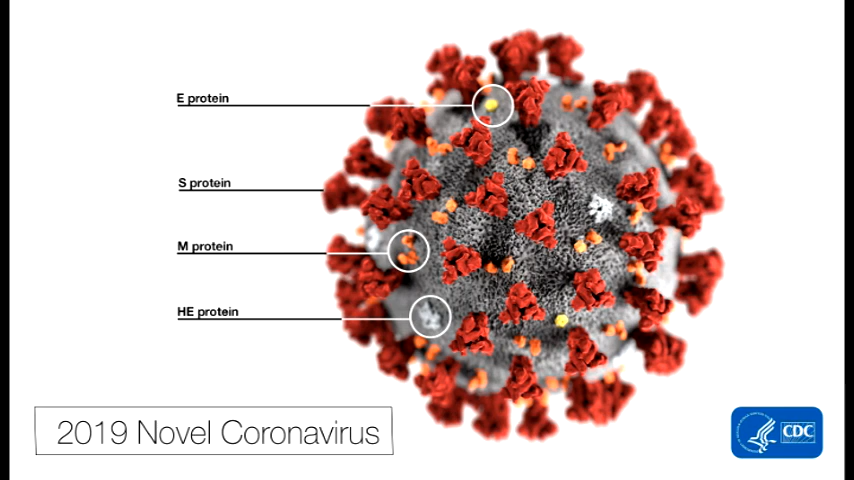 E protein
S protein
M protein
HE protein
2019 Novel Coronavirus
CDC